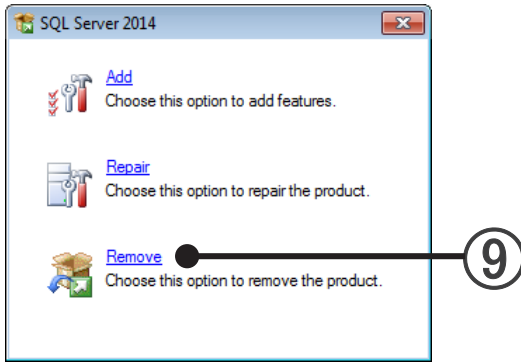 SQL Server 2014
Add
Choose this option to add features.
Repair
Choose this option to repair the product.
Remove
Choose this option to remove the product.
9